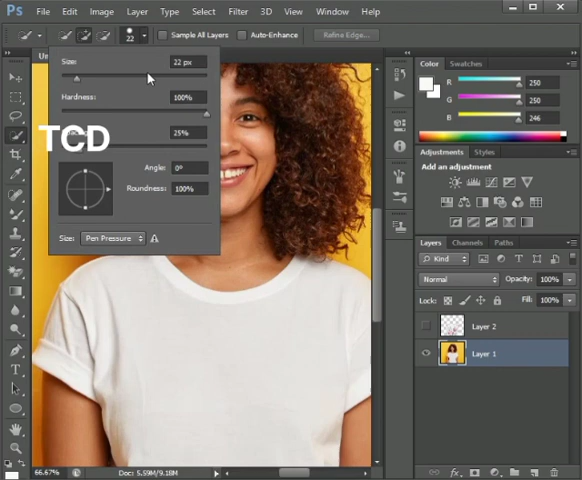 Ps File Edit Image Layer Type Select Filter 3D View Window Help
22 Sample All Layers Auto-Enhance Refine Edge...
Size: 22 px
Hardness: 100%
25%
TCD
Angle: 0°
Roundness: 100%
Size: Pen Pressure
Color Swatches
R 250
G 250
B 246
Adjustments Styles
Add an adjustment
Layers Channels Paths
Kind
Normal Opacity: 100%
Lock: Fill: 100%
Layer 2
Layer 1
66.67% Doc: 5.59M/9.18M